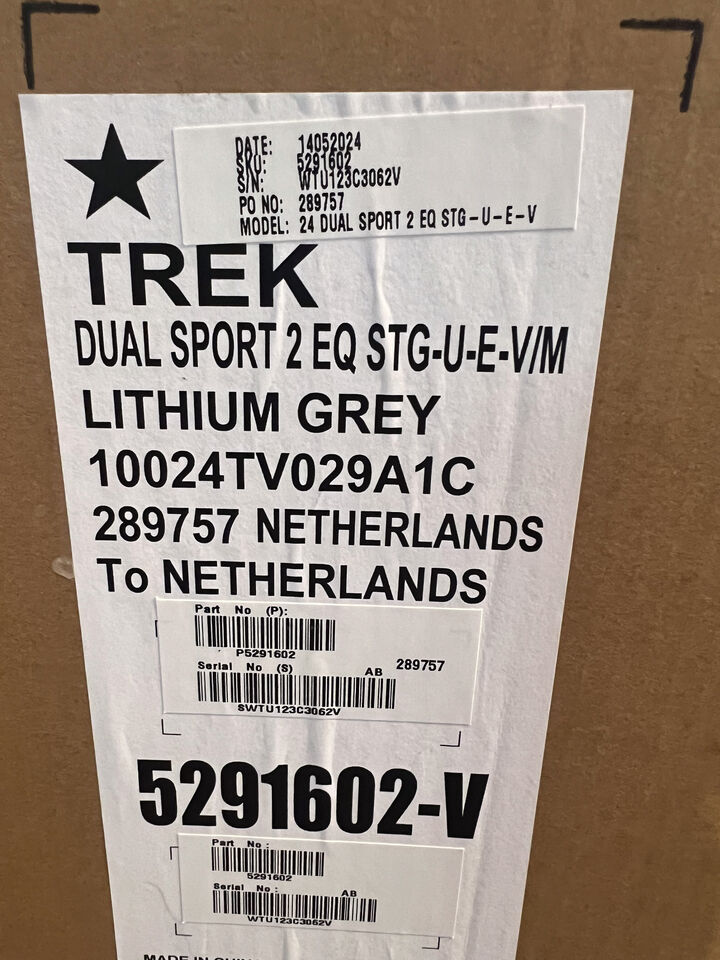 DATE: 14052024
SKU: 5291602
S/N: WTU123C3062V
PO NO: 289757
MODEL: 24 DUAL SPORT 2 EQ STG-U-E-V
TREK
DUAL SPORT 2 EQ STG-U-E-V/M
LITHIUM GREY
10024TV029A1C
289757 NETHERLANDS
To NETHERLANDS
Part No (P):
P5291602
Serial No (S) AB 289757
SWTU123C3062V
5291602-V
Part No :
5291602
Serial No : AB
WTU123C3062V
MADE IN